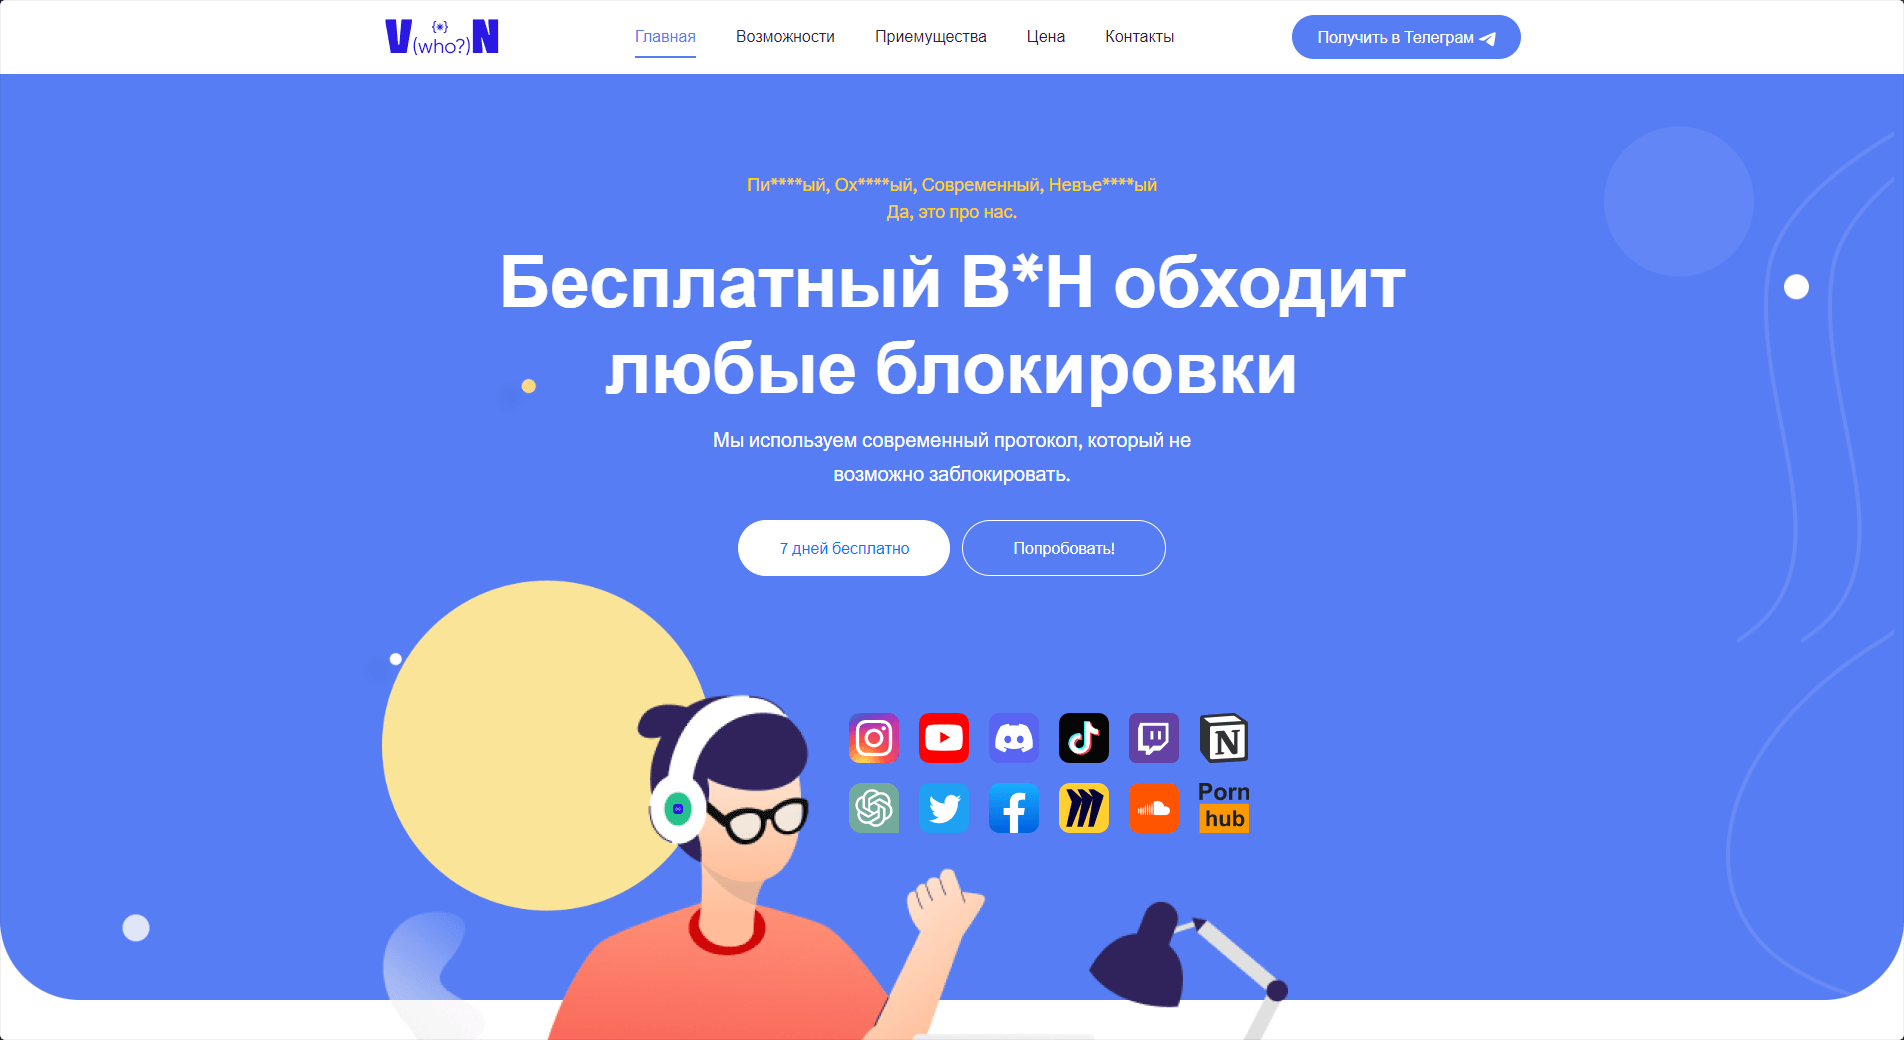 V {*} (who?) N
Главная
Возможности
Приемущества
Цена
Контакты
Получить в Телеграм
Пи****ый, Ох****ый, Современный, Невъе****ый
Да, это про нас.
Бесплатный В*Н обходит
любые блокировки
Мы используем современный протокол, который не
возможно заблокировать.
7 дней бесплатно
Попробовать!
N
Porn
hub